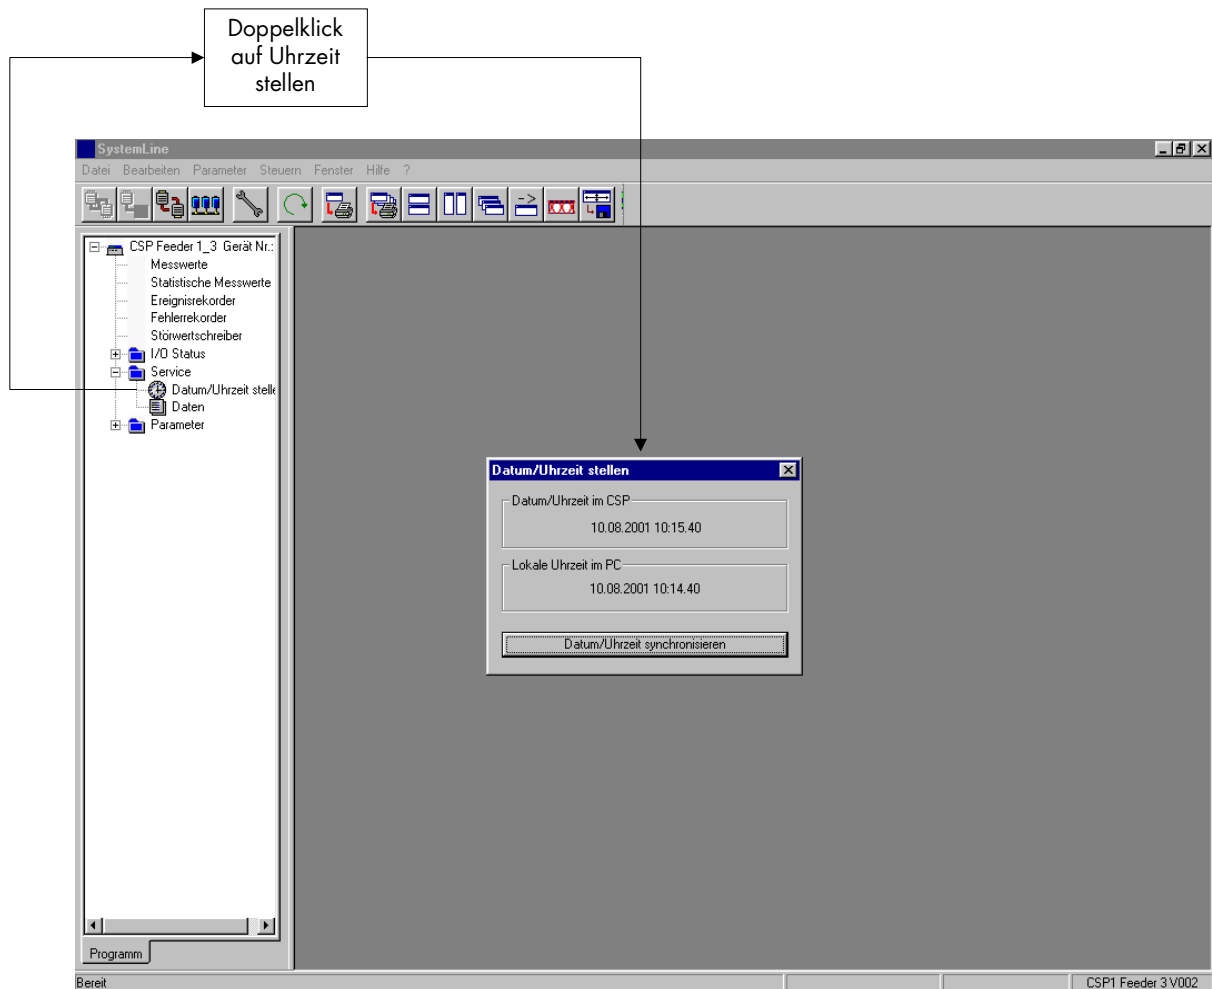 Doppelklick
auf Uhrzeit
stellen
SystemLine
Datei Bearbeiten Parameter Steuern Fenster Hilfe ?
CSP Feeder 1_3 Gerät Nr.:
Messwerte
Statistische Messwerte
Ereignisrekorder
Fehlerrekorder
Störwertschreiber
I/O Status
Service
Datum/Uhrzeit stelle
Daten
Parameter
Datum/Uhrzeit stellen
Datum/Uhrzeit im CSP
10.08.2001 10:15.40
Lokale Uhrzeit im PC
10.08.2001 10:14.40
Datum/Uhrzeit synchronisieren
Programm
Bereit
CSP1 Feeder 3 V002